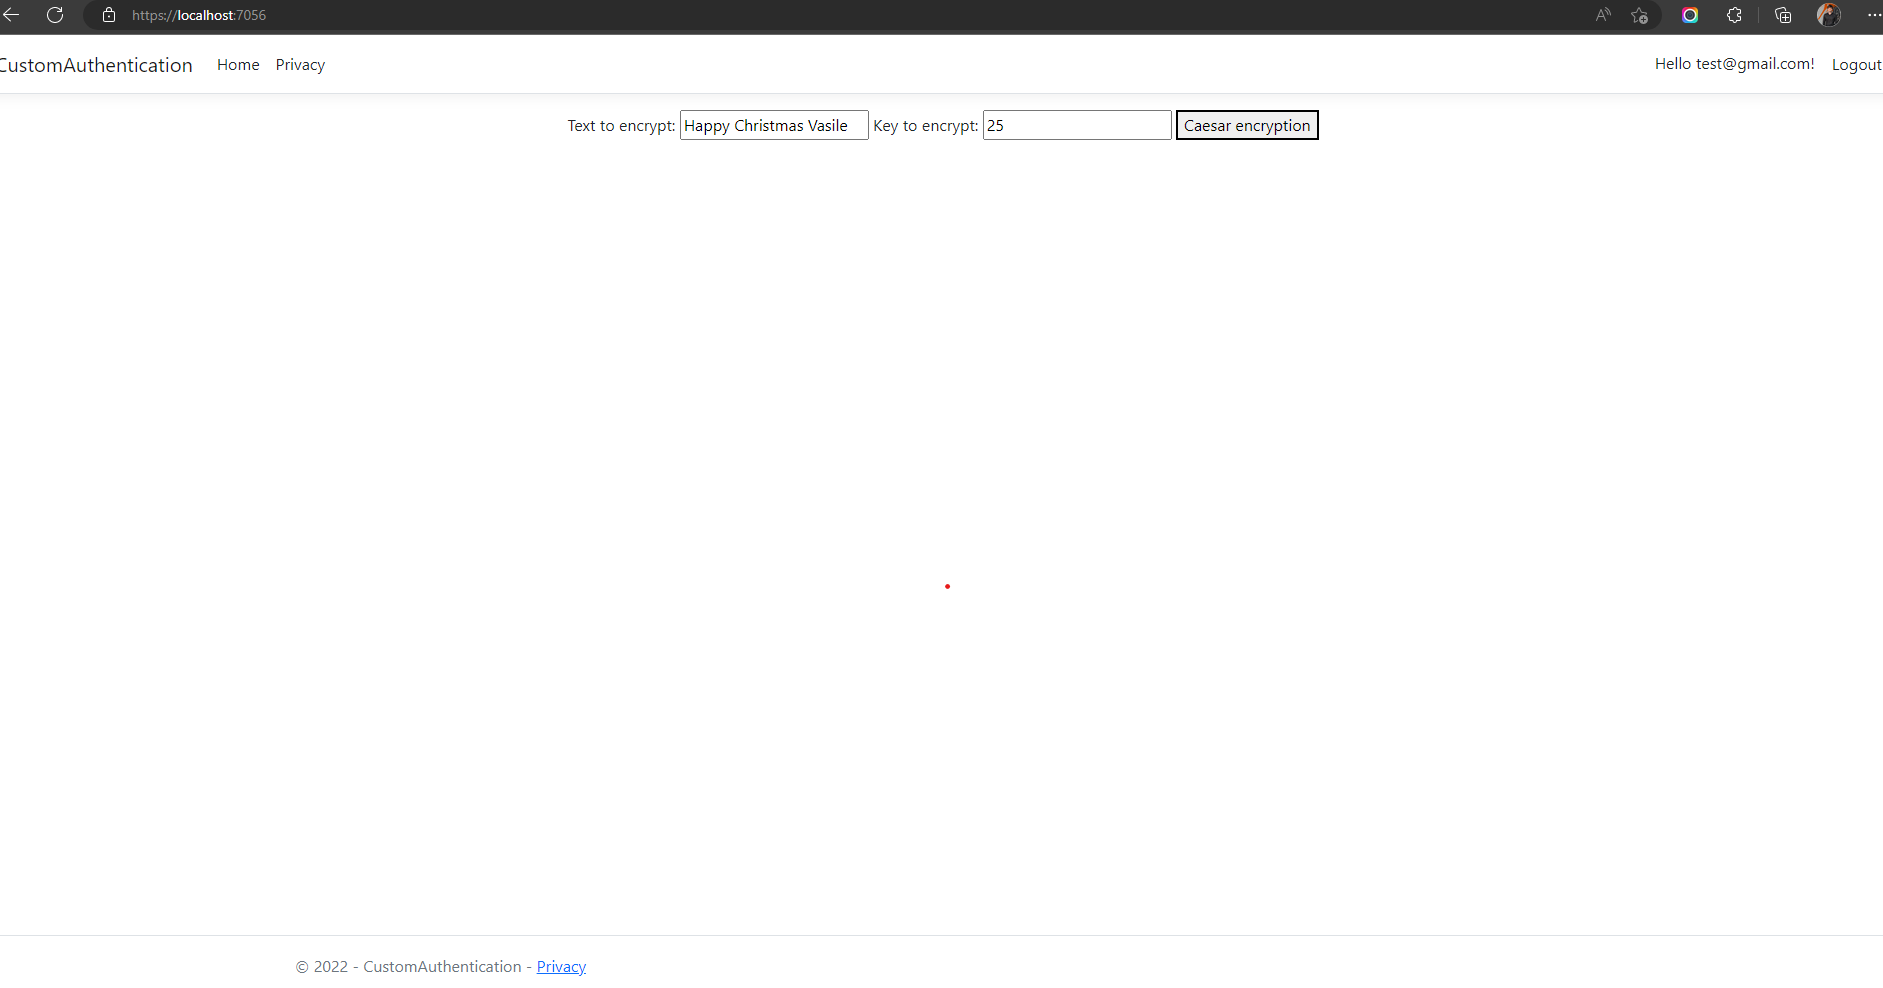 https://localhost:7056
CustomAuthentication Home Privacy Hello test@gmail.com! Logout
Text to encrypt: Happy Christmas Vasile Key to encrypt: 25 Caesar encryption
© 2022 - CustomAuthentication - Privacy